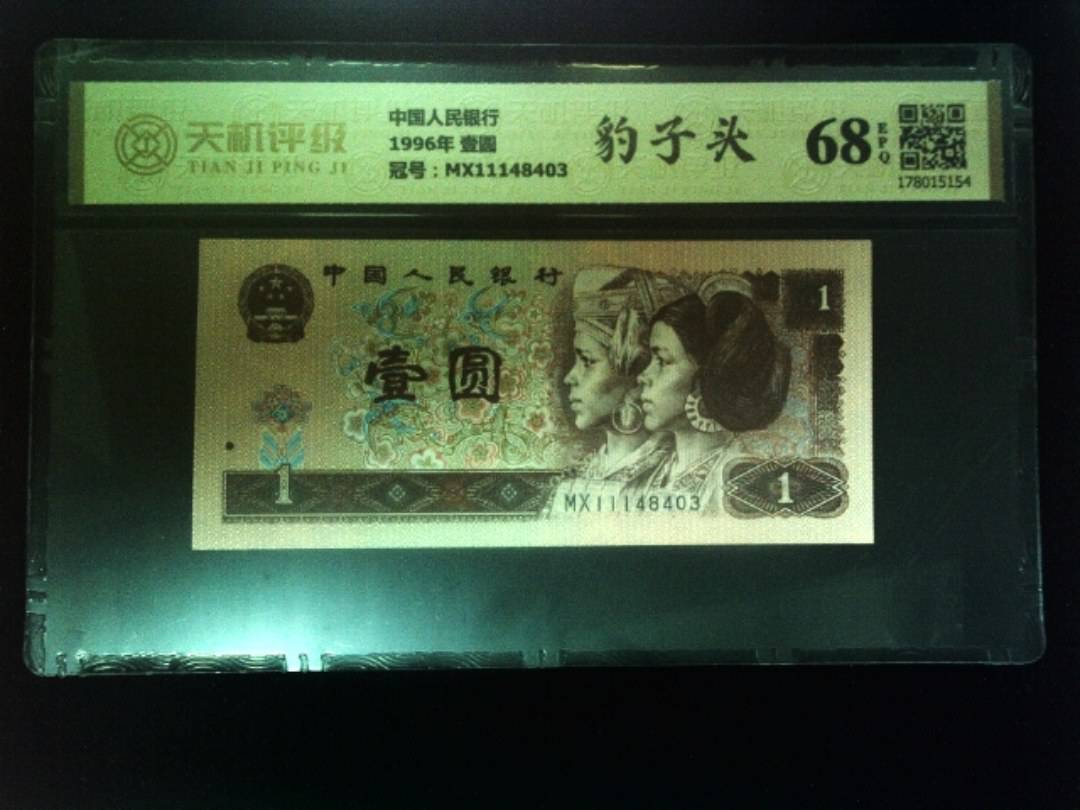 天机评级
TIAN JI PING JI
中国人民银行
1996年 壹圆
冠号：MX11148403
豹子头
68
EPQ
178015154
中国人民银行
壹圆
1
1
MX11148403
1